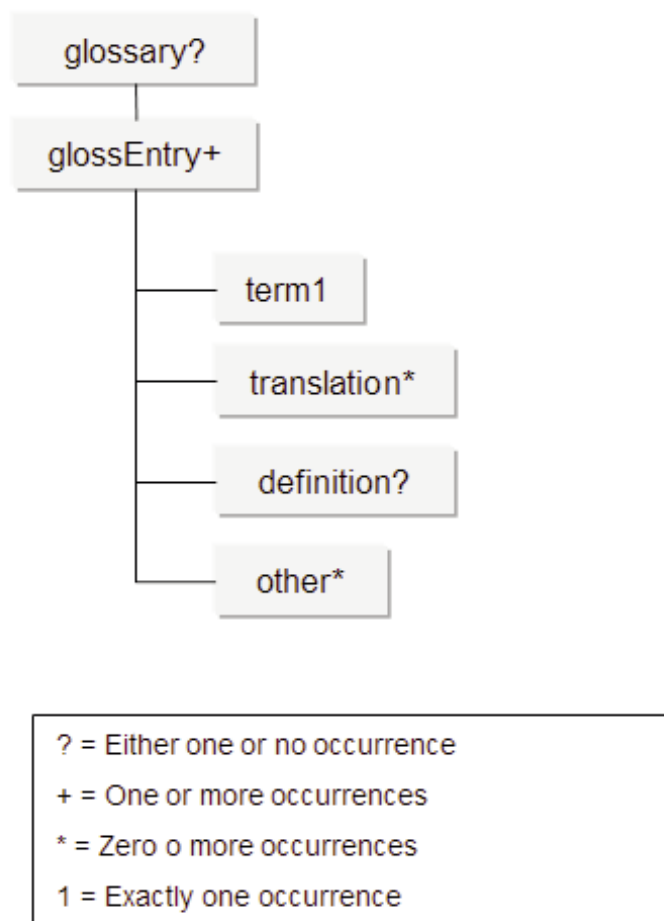 glossary?
glossEntry+
term1
translation*
definition?
other*
? = Either one or no occurrence
+ = One or more occurrences
* = Zero o more occurrences
1 = Exactly one occurrence